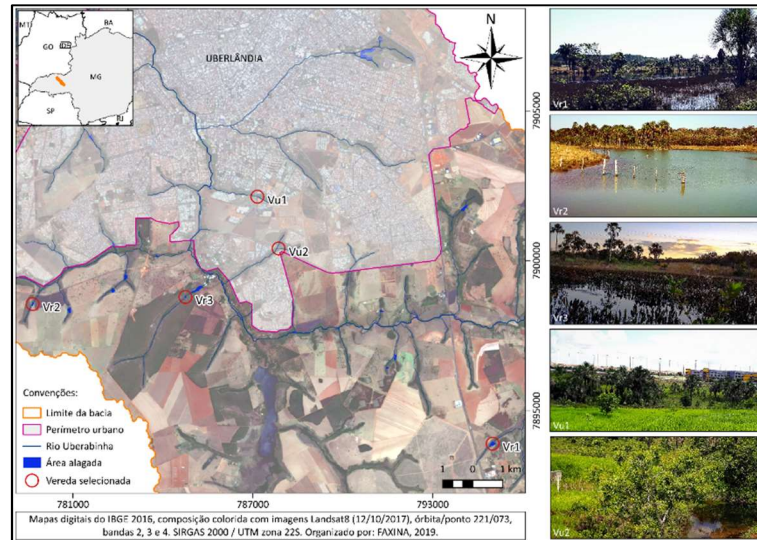 MT
BA
GO
DF
MG
SP
RJ
UBERLÂNDIA
N
7905000
7900000
7895000
Vu1
Vu2
Vr2
Vr3
Vr1
Convenções:
Limite da bacia
Perímetro urbano
Rio Uberabinha
Área alagada
Vereda selecionada
1 0 1 km
781000 787000 793000
Mapas digitais do IBGE 2016, composição colorida com imagens Landsat8 (12/10/2017), órbita/ponto 221/073,
bandas 2, 3 e 4. SIRGAS 2000 / UTM zona 22S. Organizado por: FAXINA, 2019.
Vr1
Vr2
Vr3
Vu1
Vu2